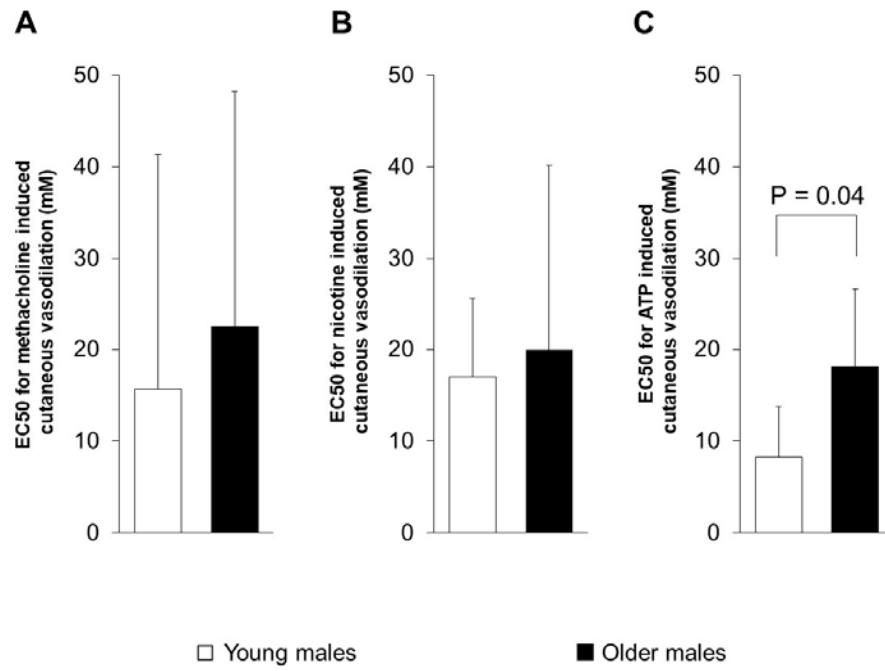 A
EC50 for methacholine induced
cutaneous vasodilation (mM)
50
40
30
20
10
0
B
EC50 for nicotine induced
cutaneous vasodilation (mM)
50
40
30
20
10
0
C
EC50 for ATP induced
cutaneous vasodilation (mM)
50
40
30
20
10
0
P = 0.04
Young males
Older males